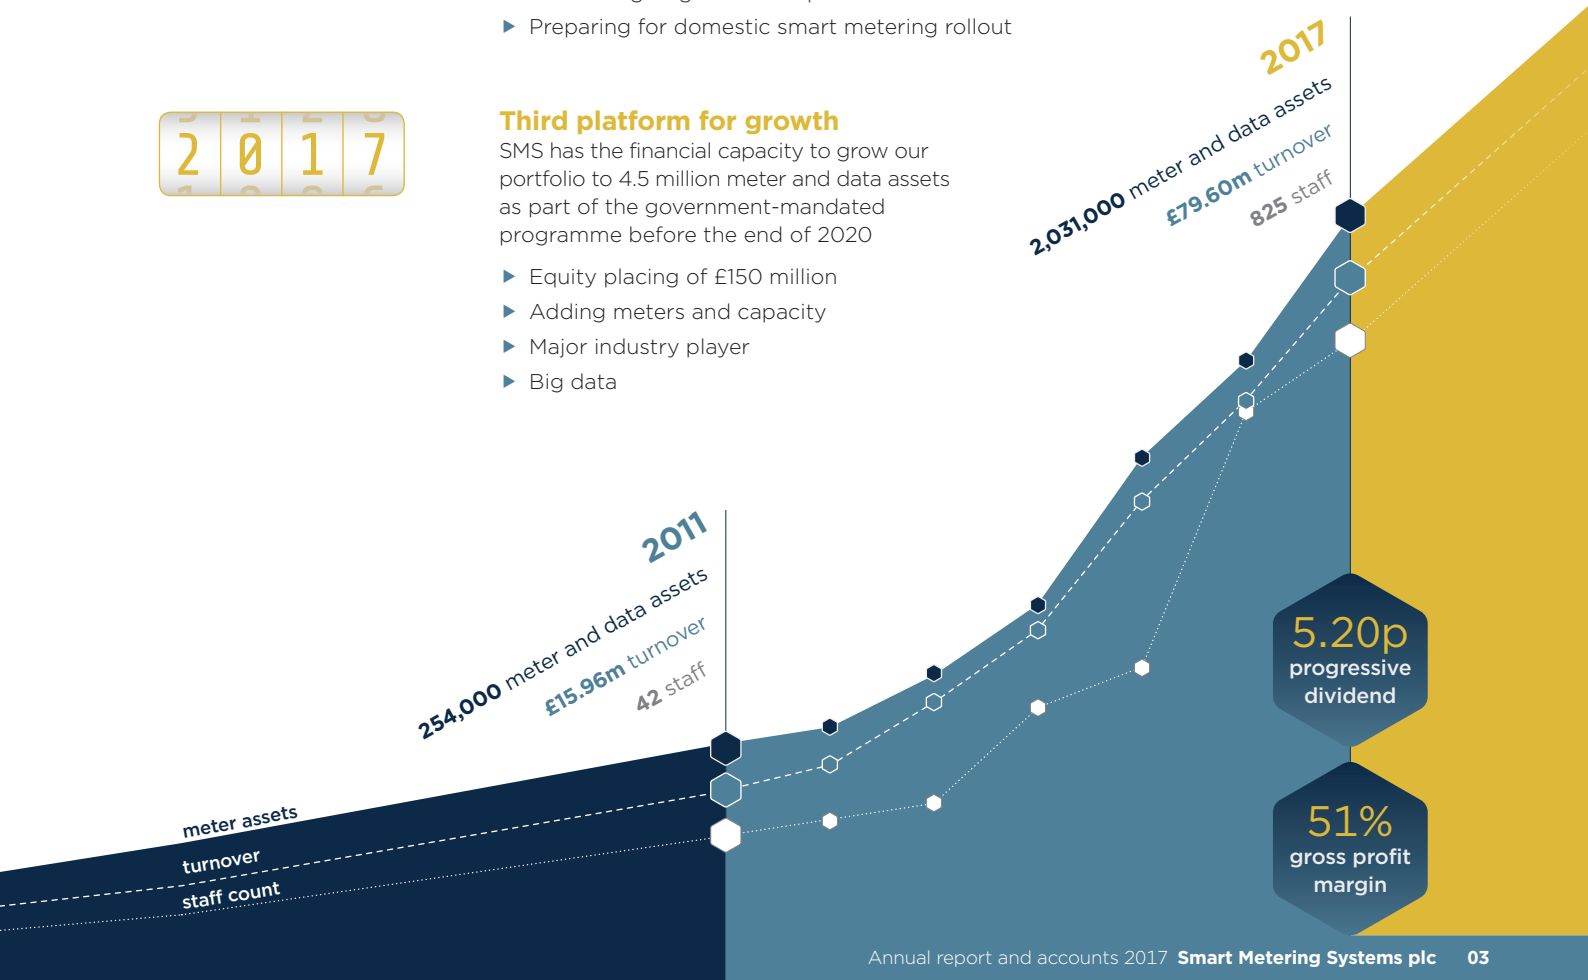 Preparing for domestic smart metering rollout
2017
Third platform for growth
SMS has the financial capacity to grow our
portfolio to 4.5 million meter and data assets
as part of the government-mandated
programme before the end of 2020
Equity placing of £150 million
Adding meters and capacity
Major industry player
Big data
2017
2,031,000 meter and data assets
£79.60m turnover
825 staff
2011
254,000 meter and data assets
£15.96m turnover
42 staff
meter assets
turnover
staff count
5.20p
progressive
dividend
51%
gross profit
margin
Annual report and accounts 2017 Smart Metering Systems plc 03